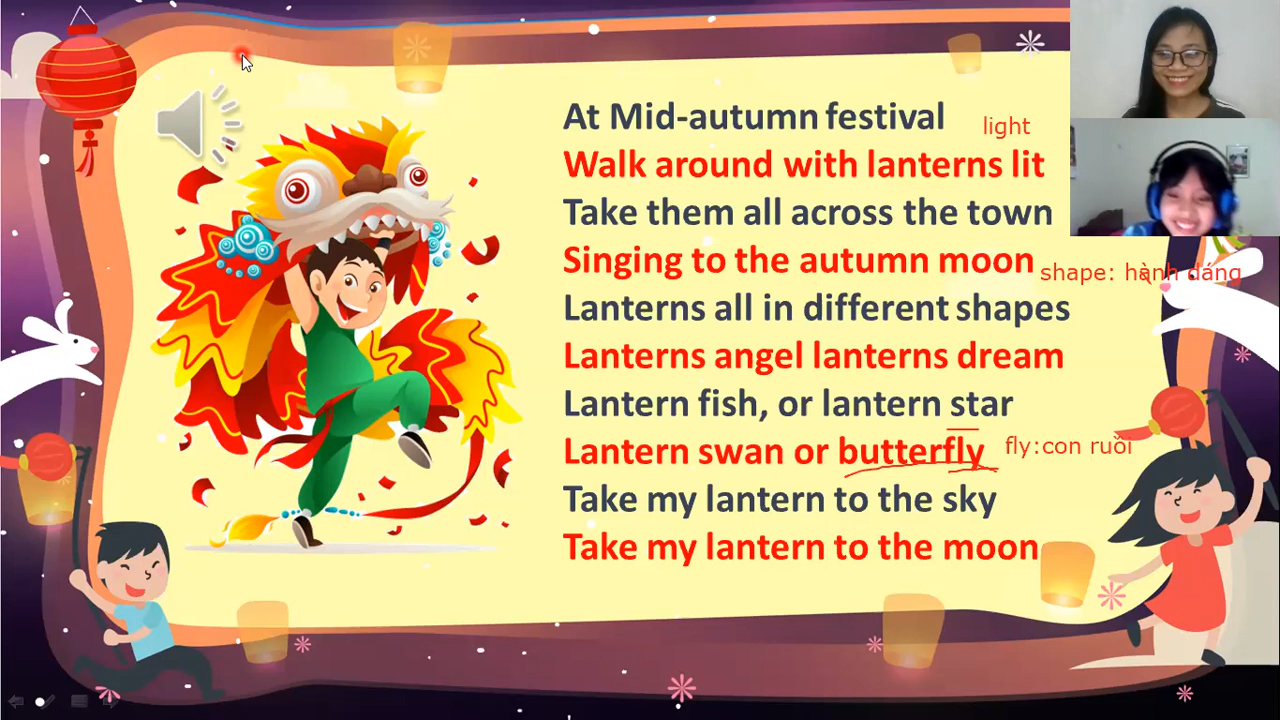 At Mid-autumn festival
light
Walk around with lanterns lit
Take them all across the town
Singing to the autumn moon
shape: hành dáng
Lanterns all in different shapes
Lanterns angel lanterns dream
Lantern fish, or lantern star
Lantern swan or butterfly
fly:con ruồi
Take my lantern to the sky
Take my lantern to the moon